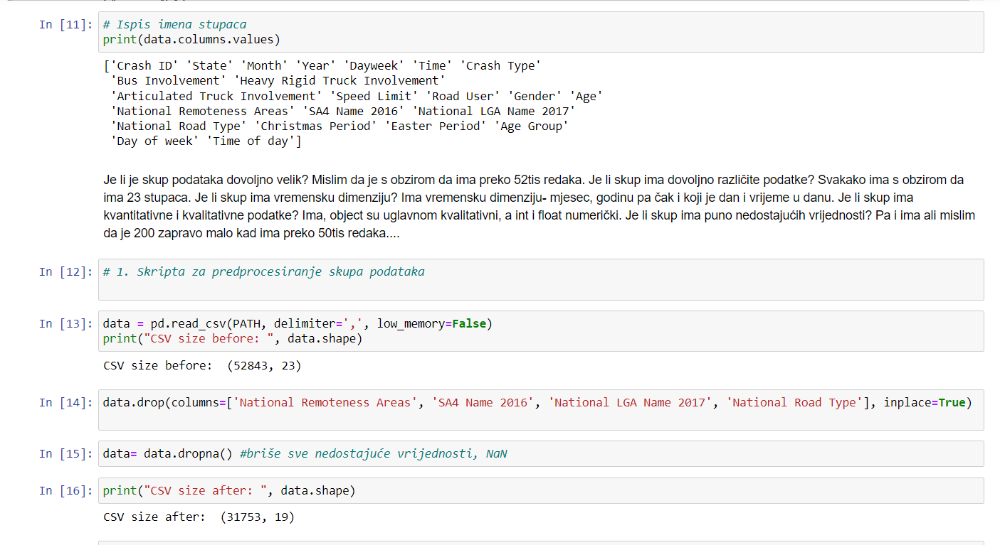 In [11]: # Ispis imena stupaca
print(data.columns.values)
['Crash ID' 'State' 'Month' 'Year' 'Dayweek' 'Time' 'Crash Type'
'Bus Involvement' 'Heavy Rigid Truck Involvement'
'Articulated Truck Involvement' 'Speed Limit' 'Road User' 'Gender' 'Age'
'National Remoteness Areas' 'SA4 Name 2016' 'National LGA Name 2017'
'National Road Type' 'Christmas Period' 'Easter Period' 'Age Group'
'Day of week' 'Time of day']
Je li je skup podataka dovoljno velik? Mislim da je s obzirom da ima preko 52tis redaka. Je li skup ima dovoljno različite podatke? Svakako ima s obzirom da
ima 23 stupaca. Je li skup ima vremensku dimenziju? Ima vremensku dimenziju- mjesec, godinu pa čak i koji je dan i vrijeme u danu. Je li skup ima
kvantitativne i kvalitativne podatke? Ima, object su uglavnom kvalitativni, a int i float numerički. Je li skup ima puno nedostajućih vrijednosti? Pa i ima ali mislim
da je 200 zapravo malo kad ima preko 50tis redaka....
In [12]: # 1. Skripta za predprocesiranje skupa podataka
In [13]: data = pd.read_csv(PATH, delimiter=',', low_memory=False)
print("CSV size before: ", data.shape)
CSV size before:  (52843, 23)
In [14]: data.drop(columns=['National Remoteness Areas', 'SA4 Name 2016', 'National LGA Name 2017', 'National Road Type'], inplace=True)
In [15]: data= data.dropna() #briše sve nedostajuće vrijednosti, NaN
In [16]: print("CSV size after: ", data.shape)
CSV size after:  (31753, 19)